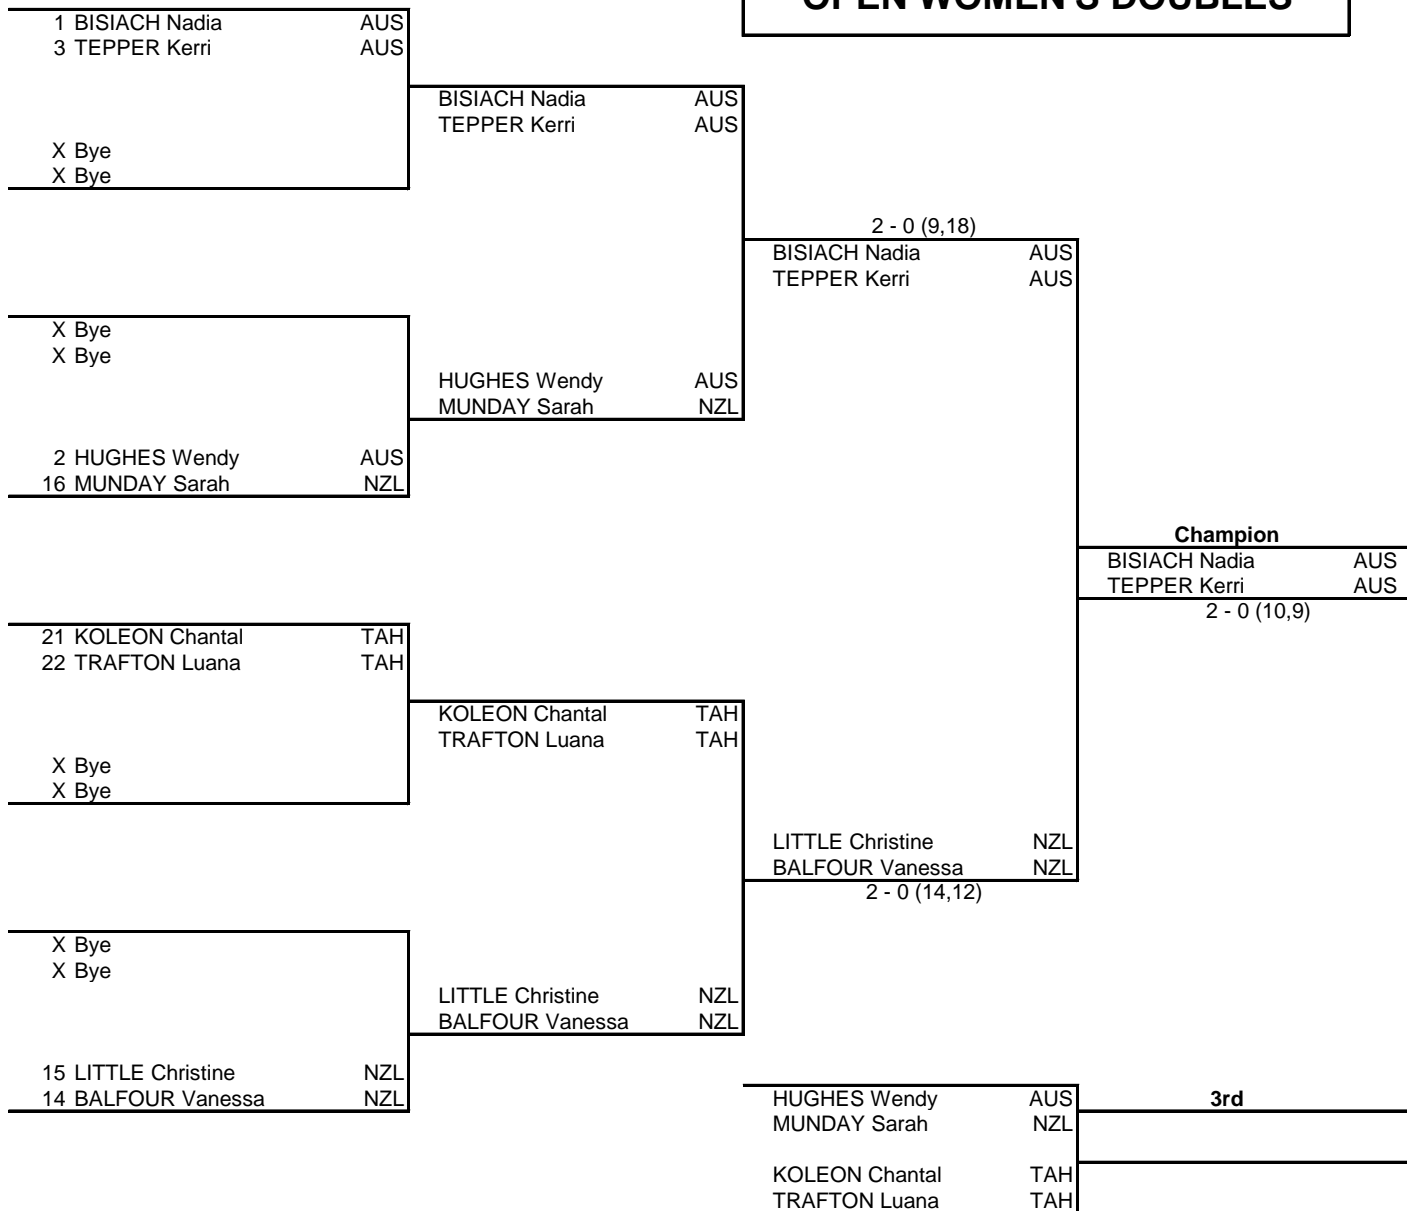 OPEN WOMEN'S DOUBLES
1 BISIACH Nadia AUS
3 TEPPER Kerri AUS
BISIACH Nadia AUS
TEPPER Kerri AUS
X Bye
X Bye
2 - 0 (9,18)
BISIACH Nadia AUS
TEPPER Kerri AUS
X Bye
X Bye
HUGHES Wendy AUS
MUNDAY Sarah NZL
2 HUGHES Wendy AUS
16 MUNDAY Sarah NZL
Champion
BISIACH Nadia AUS
TEPPER Kerri AUS
2 - 0 (10,9)
21 KOLEON Chantal TAH
22 TRAFTON Luana TAH
KOLEON Chantal TAH
TRAFTON Luana TAH
X Bye
X Bye
LITTLE Christine NZL
BALFOUR Vanessa NZL
2 - 0 (14,12)
X Bye
X Bye
LITTLE Christine NZL
BALFOUR Vanessa NZL
15 LITTLE Christine NZL
14 BALFOUR Vanessa NZL
HUGHES Wendy AUS
MUNDAY Sarah NZL
3rd
KOLEON Chantal TAH
TRAFTON Luana TAH